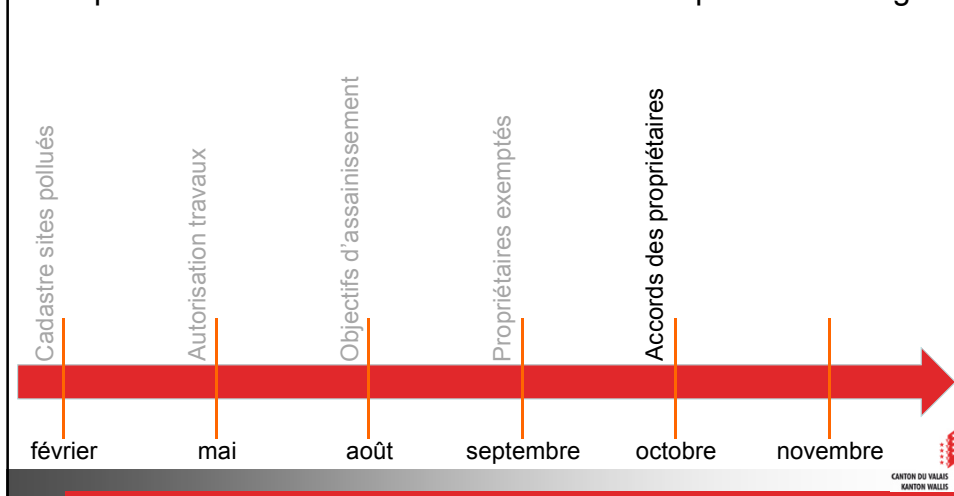 Cadastre sites pollués
Autorisation travaux
Objectifs d'assainissement
Propriétaires exemptés
Accords des propriétaires
février
mai
août
septembre
octobre
novembre
CANTON DU VALAIS
KANTON WALLIS